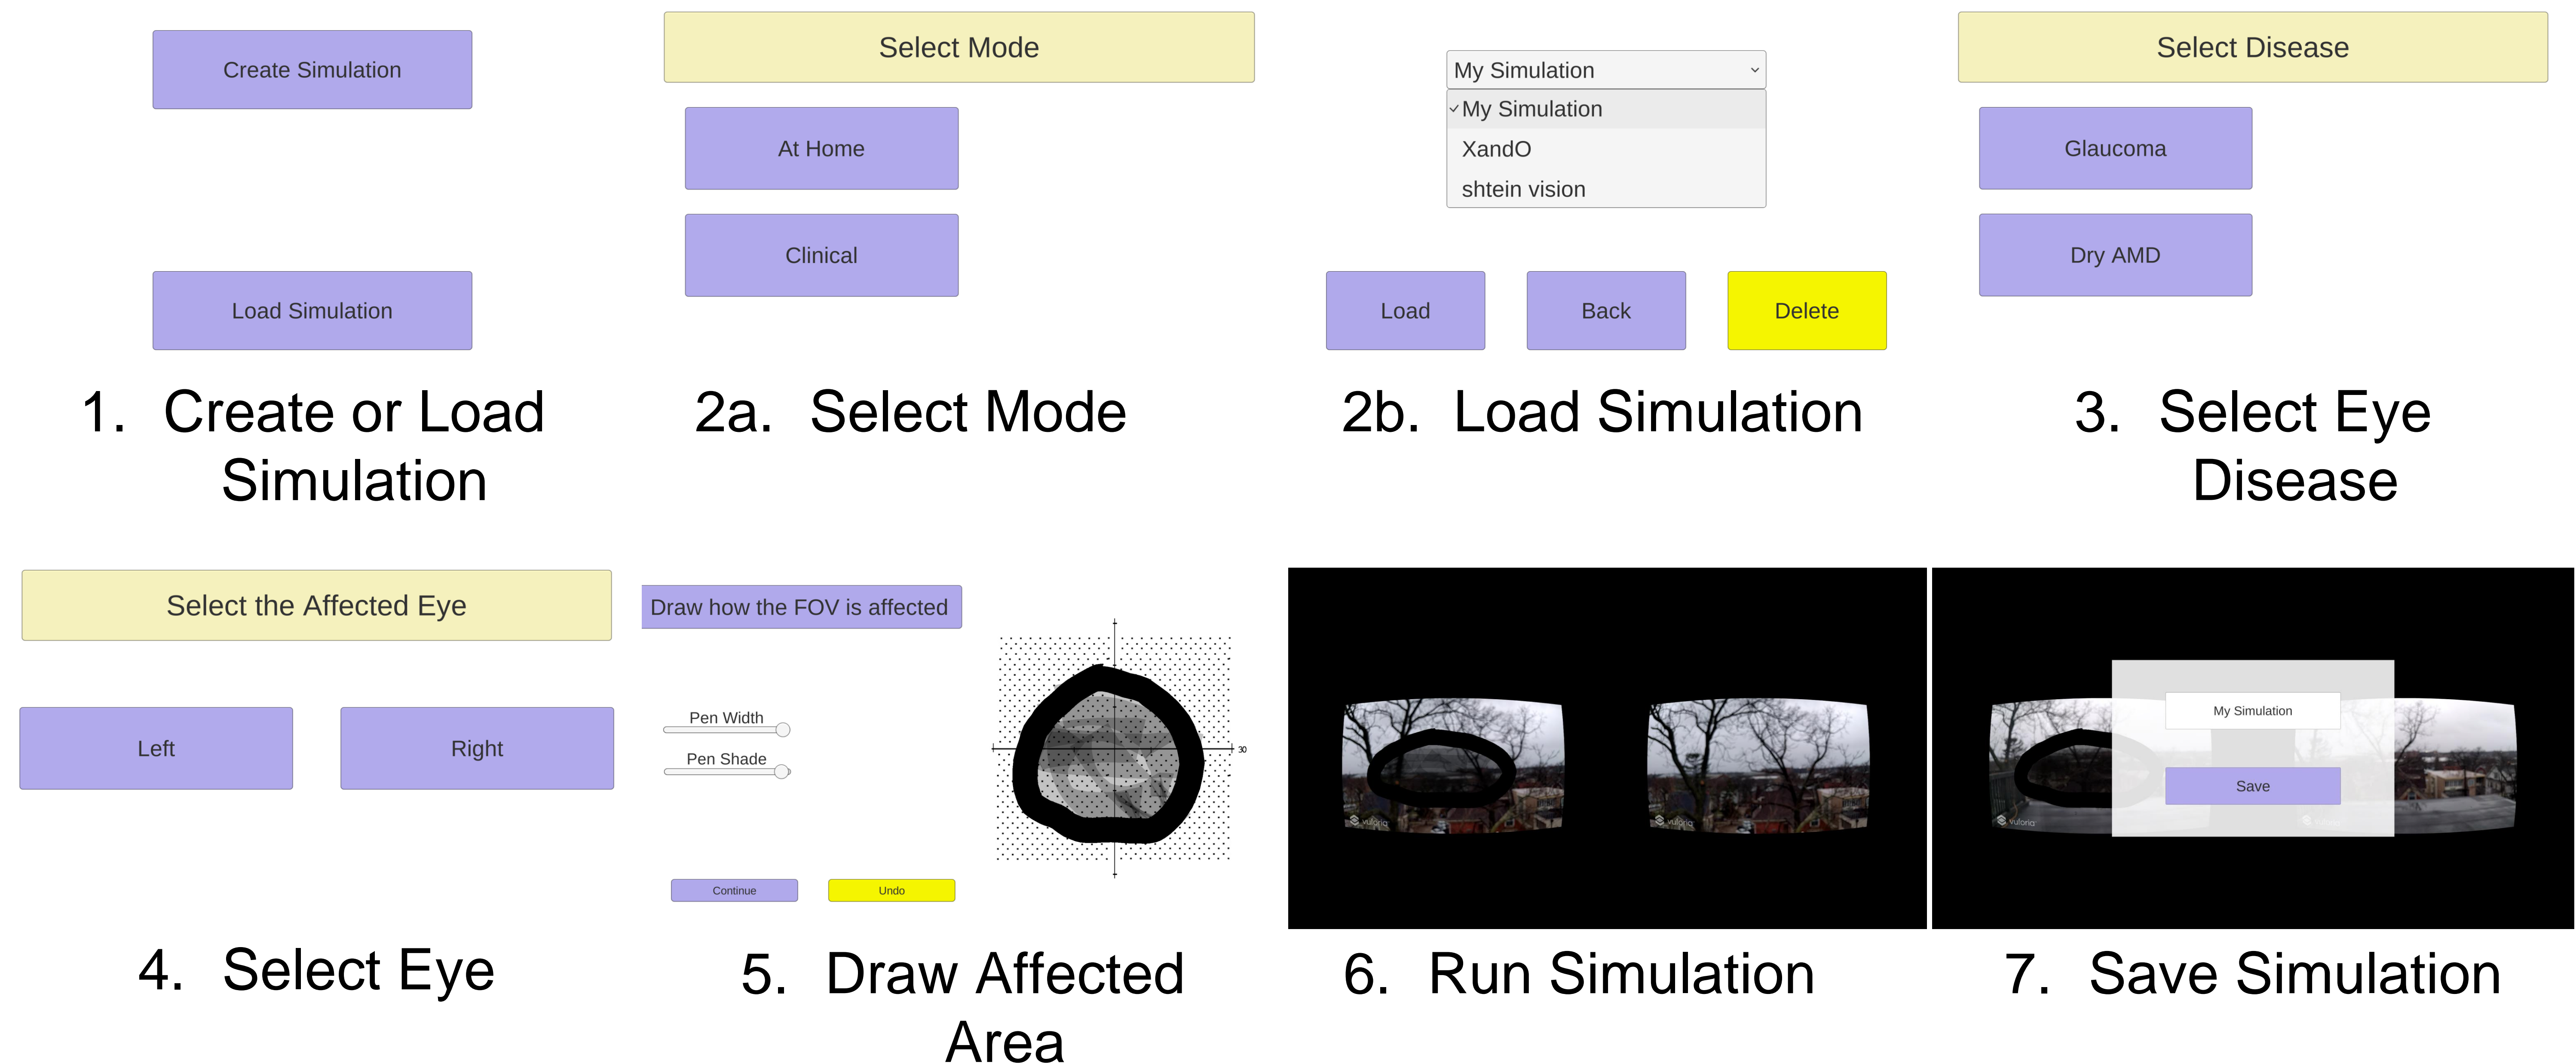 Create Simulation
Load Simulation
1. Create or Load
Simulation
Select Mode
At Home
Clinical
2a. Select Mode
My Simulation
My Simulation
XandO
shtein vision
Load
Back
Delete
2b. Load Simulation
Select Disease
Glaucoma
Dry AMD
3. Select Eye
Disease
Select the Affected Eye
Left
Right
4. Select Eye
Draw how the FOV is affected
Pen Width
Pen Shade
30
Continue
Undo
5. Draw Affected
Area
vuforia
vuforia
6. Run Simulation
My Simulation
Save
vuforia
7. Save Simulation